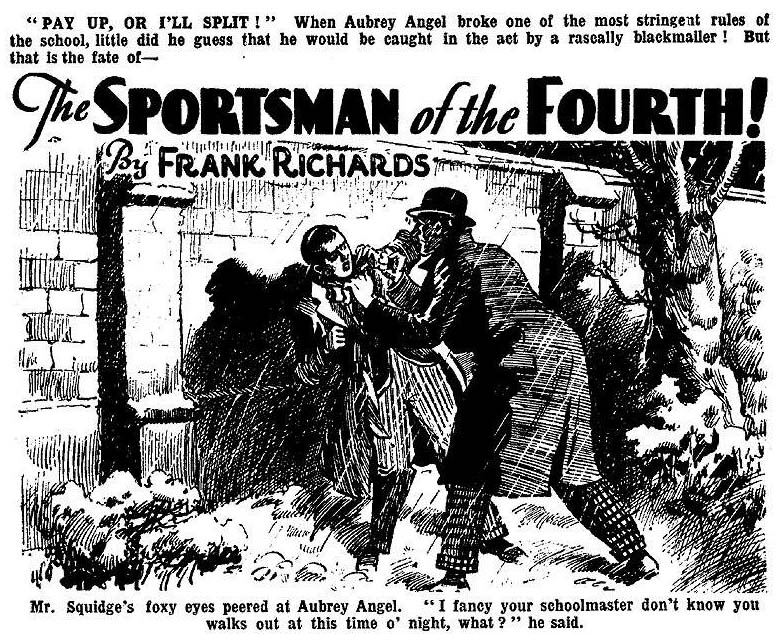 "PAY UP, OR I'LL SPLIT!" When Aubrey Angel broke one of the most stringent rules of
the school, little did he guess that he would be caught in the act by a rascally blackmailer! But
that is the fate of—
The SPORTSMAN of the FOURTH!
By FRANK RICHARDS
Mr. Squidge's foxy eyes peered at Aubrey Angel. "I fancy your schoolmaster don't know you
walks out at this time o' night, what?" he said.